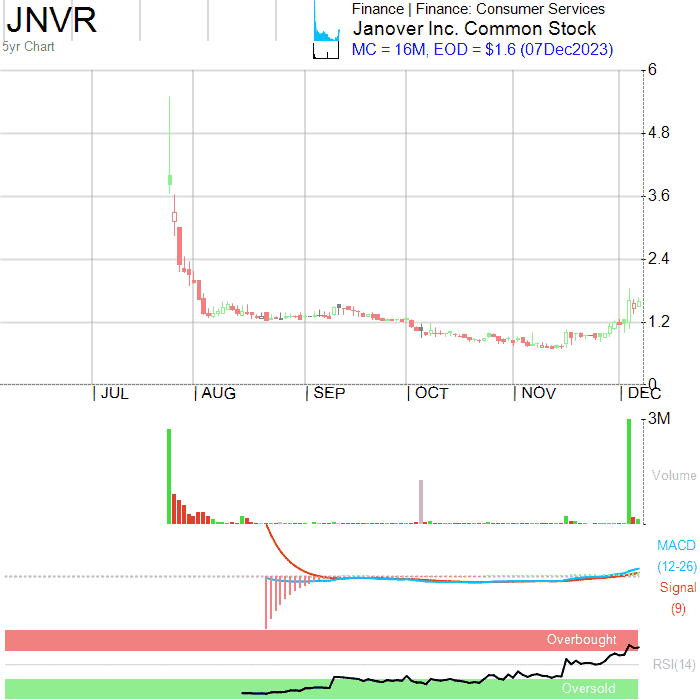 JNVR
5yr Chart
Finance | Finance: Consumer Services
Janover Inc. Common Stock
MC = 16M, EOD = $1.6 (07Dec2023)
6
4.8
3.6
2.4
1.2
0
JUL AUG SEP OCT NOV DEC
3M
Volume
MACD
(12-26)
Signal
(9)
Overbought
RSI(14)
Oversold